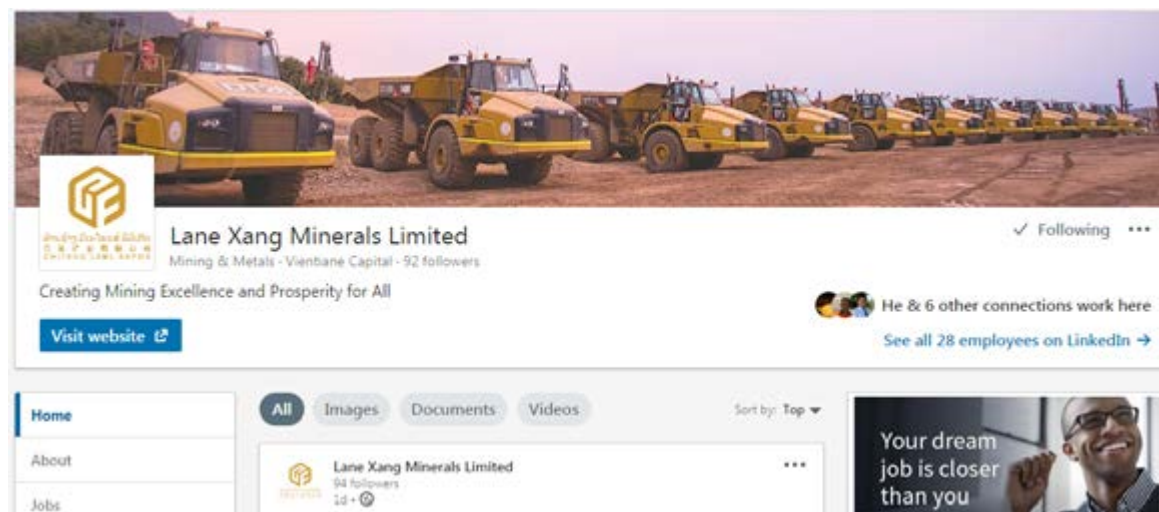 Lane Xang Minerals Limited
Mining & Metals · Vientiane Capital · 92 followers
✓ Following •••
Creating Mining Excellence and Prosperity for All
He & 6 other connections work here
Visit website
See all 28 employees on LinkedIn →
Home
About
Jobs
All Images Documents Videos
Sort by: Top
Lane Xang Minerals Limited
94 followers
1d •
Your dream
job is closer
than you